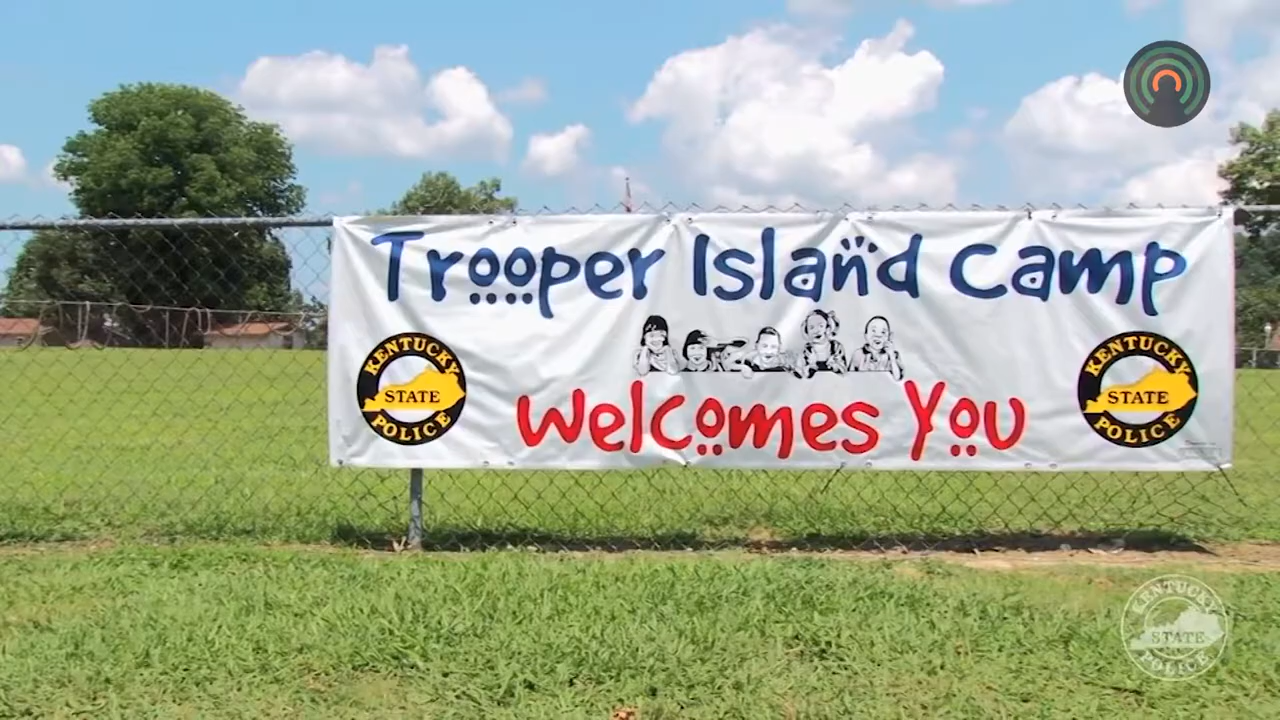 Trooper Island Camp
KENTUCKY
STATE
POLICE
KENTUCKY
STATE
POLICE
Welcomes You
KENTUCKY
STATE
POLICE